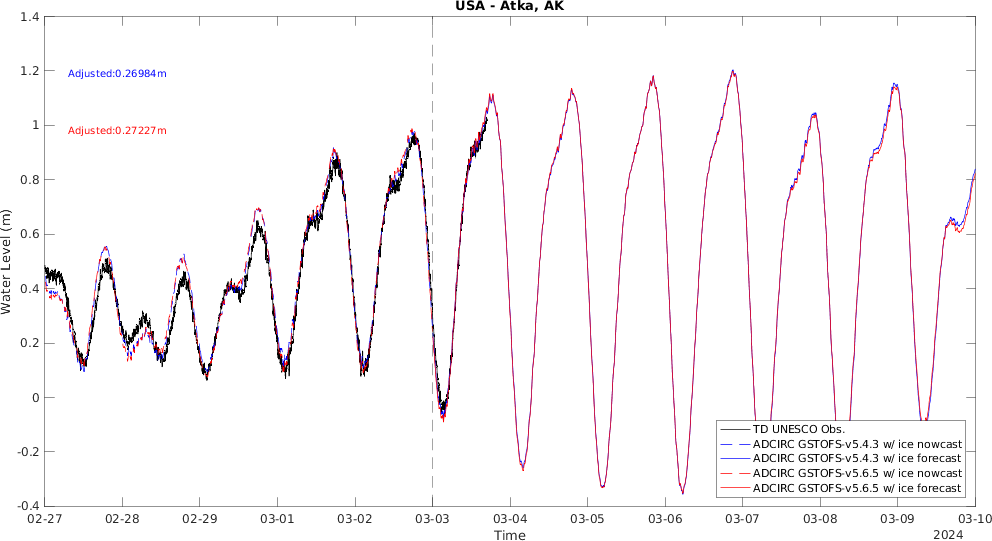 USA - Atka, AK
1.4
1.2
1
0.8
0.6
0.4
0.2
0
-0.2
-0.4
Water Level (m)
Adjusted:0.26984m
Adjusted:0.27227m
TD UNESCO Obs.
ADCIRC GSTOFS-v5.4.3 w/ ice nowcast
ADCIRC GSTOFS-v5.4.3 w/ ice forecast
ADCIRC GSTOFS-v5.6.5 w/ ice nowcast
ADCIRC GSTOFS-v5.6.5 w/ ice forecast
02-27 02-28 02-29 03-01 03-02 03-03 03-04 03-05 03-06 03-07 03-08 03-09 03-10
Time
2024